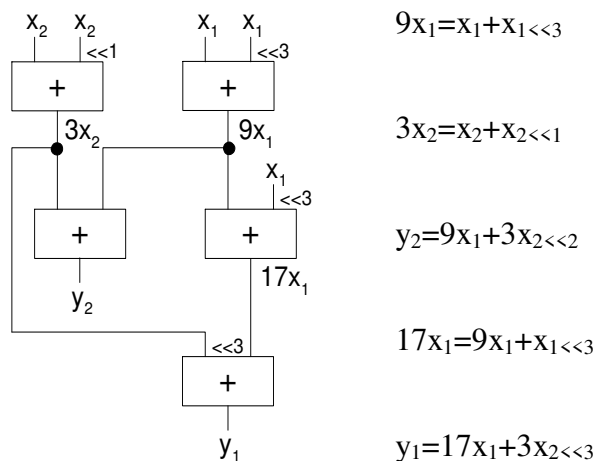 x₂ x₂ x₁ x₁
<<1 <<3
+ +
3x₂ 9x₁
x₁
<<3
+ +
y₂ 17x₁
<<3
+
y₁
9x₁=x₁+x₁<<3
3x₂=x₂+x₂<<1
y₂=9x₁+3x₂<<2
17x₁=9x₁+x₁<<3
y₁=17x₁+3x₂<<3